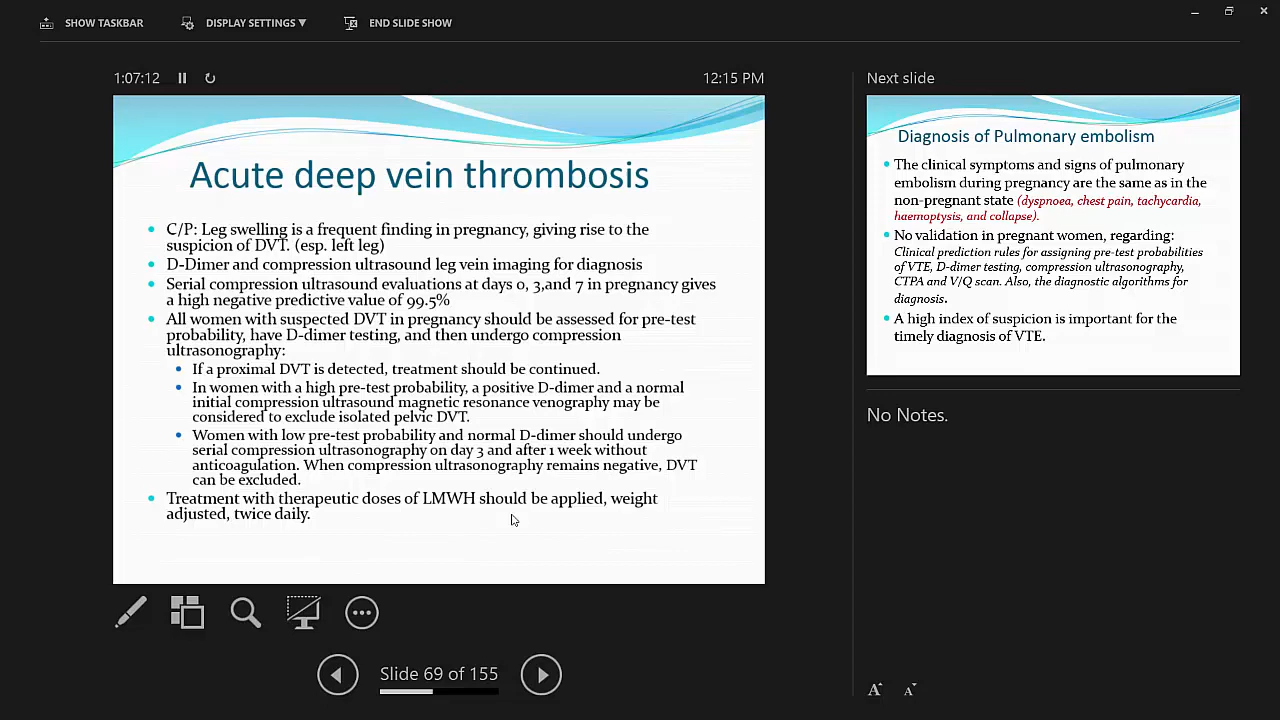 SHOW TASKBAR
DISPLAY SETTINGS ▼
END SLIDE SHOW
1:07:12
12:15 PM
Acute deep vein thrombosis
C/P: Leg swelling is a frequent finding in pregnancy, giving rise to the
suspicion of DVT. (esp. left leg)
D-Dimer and compression ultrasound leg vein imaging for diagnosis
Serial compression ultrasound evaluations at days 0, 3,and 7 in pregnancy gives
a high negative predictive value of 99.5%
All women with suspected DVT in pregnancy should be assessed for pre-test
probability, have D-dimer testing, and then undergo compression
ultrasonography:
If a proximal DVT is detected, treatment should be continued.
In women with a high pre-test probability, a positive D-dimer and a normal
initial compression ultrasound magnetic resonance venography may be
considered to exclude isolated pelvic DVT.
Women with low pre-test probability and normal D-dimer should undergo
serial compression ultrasonography on day 3 and after 1 week without
anticoagulation. When compression ultrasonography remains negative, DVT
can be excluded.
Treatment with therapeutic doses of LMWH should be applied, weight
adjusted, twice daily.
Slide 69 of 155
Next slide
Diagnosis of Pulmonary embolism
The clinical symptoms and signs of pulmonary
embolism during pregnancy are the same as in the
non-pregnant state (dyspnoea, chest pain, tachycardia,
haemoptysis, and collapse).
No validation in pregnant women, regarding:
Clinical prediction rules for assigning pre-test probabilities
of VTE, D-dimer testing, compression ultrasonography,
CTPA and V/Q scan. Also, the diagnostic algorithms for
diagnosis.
A high index of suspicion is important for the
timely diagnosis of VTE.
No Notes.
A A